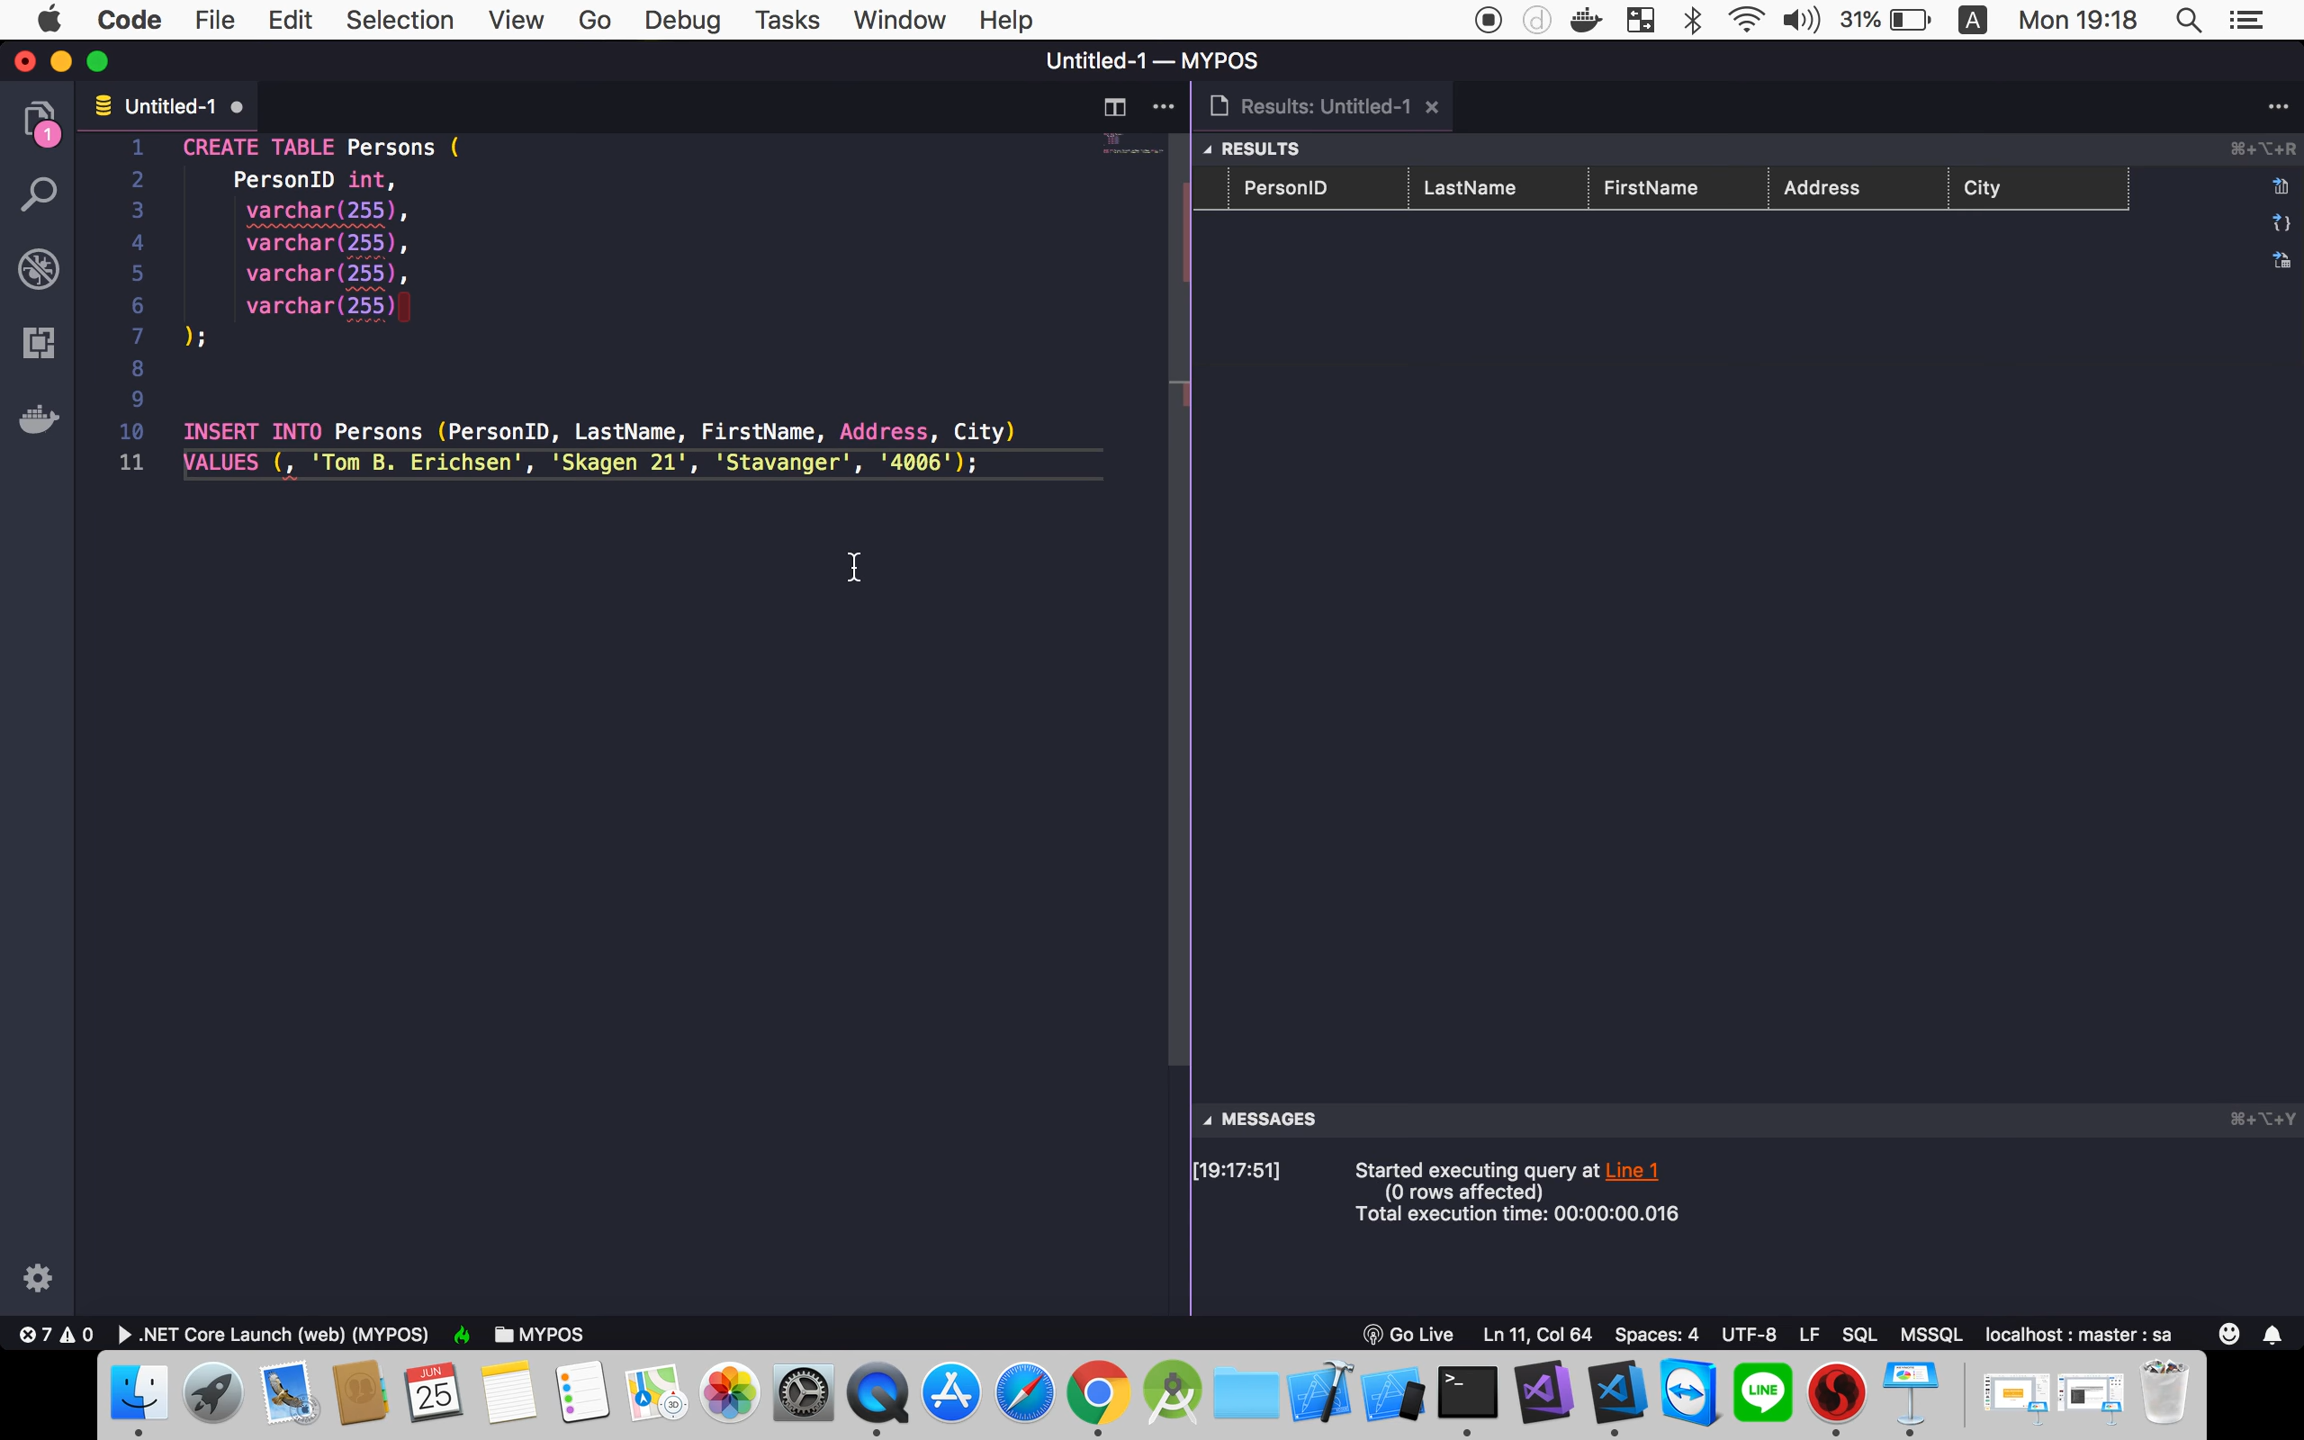 Code File Edit Selection View Go Debug Tasks Window Help
31% A Mon 19:18
Untitled-1 — MYPOS
1
Untitled-1
Results: Untitled-1
1 CREATE TABLE Persons (
2 PersonID int,
3 varchar(255),
4 varchar(255),
5 varchar(255),
6 varchar(255)
7 );
8
9
10 INSERT INTO Persons (PersonID, LastName, FirstName, Address, City)
11 VALUES (, 'Tom B. Erichsen', 'Skagen 21', 'Stavanger', '4006');
RESULTS ⌘+⌥+R
PersonID LastName FirstName Address City
MESSAGES ⌘+⌥+Y
[19:17:51] Started executing query at Line 1
(0 rows affected)
Total execution time: 00:00:00.016
7 0 .NET Core Launch (web) (MYPOS) MYPOS
Go Live Ln 11, Col 64 Spaces: 4 UTF-8 LF SQL MSSQL localhost : master : sa
JUN
25
3D
>_
LINE